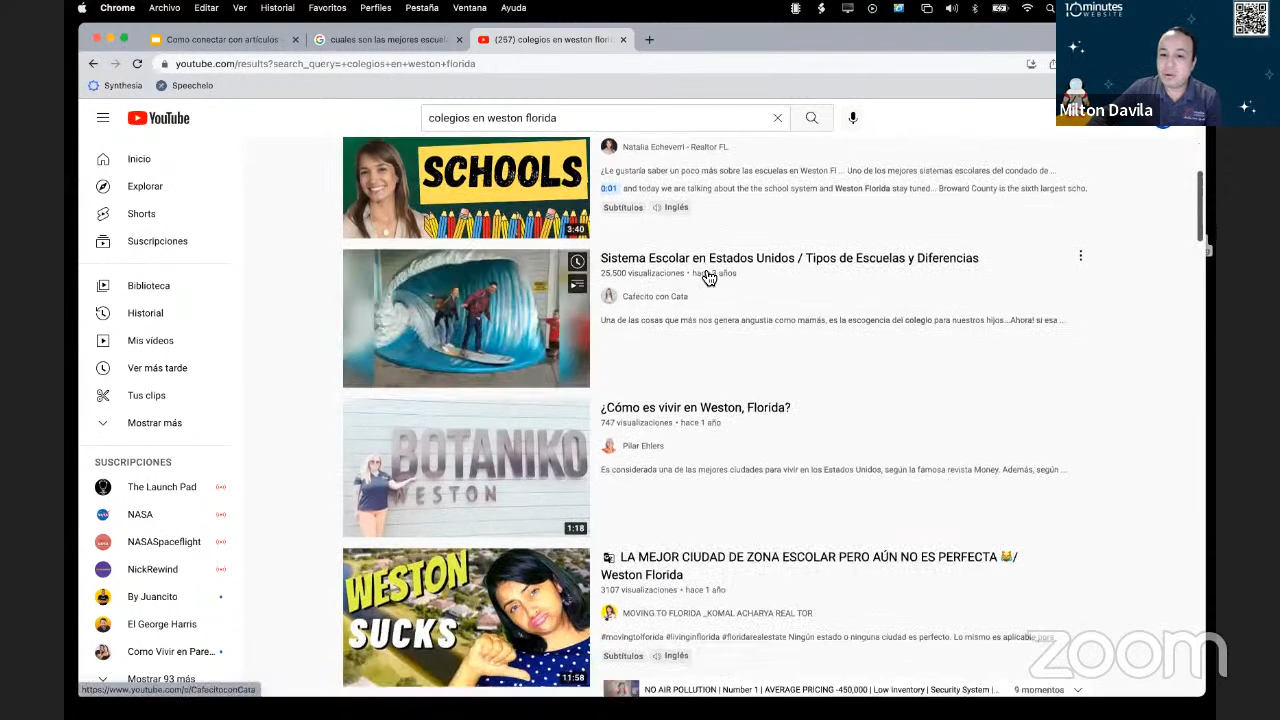 Chrome Archivo Editar Ver Historial Favoritos Perfiles Pestaña Ventana Ayuda
10minutes
WEBSITE
Como conectar con artículos
cuales son las mejores escuel
(257) colegios en weston flori
youtube.com/results?search_query=+colegios+en+weston+florida
Synthesia Speechelo
Milton Davila
YouTube
colegios en weston florida
Inicio
Explorar
Shorts
Suscripciones
Biblioteca
Historial
Mis vídeos
Ver más tarde
Tus clips
Mostrar más
SUSCRIPCIONES
The Launch Pad
NASA
NASASpaceflight
NickRewind
By Juancito
El George Harris
Como Vivir en Pare...
Mostrar 93 más
https://www.youtube.com/c/CafecitoconCata
SCHOOLS
3:40
Natalia Echeverri - Realtor FL.
¿Le gustaría saber un poco más sobre las escuelas en Weston Fl ... Uno de los mejores sistemas escolares del condado de ...
0:01 and today we are talking about the the school system and Weston Florida stay tuned... Broward County is the sixth largest scho,
Subtítulos Inglés
Sistema Escolar en Estados Unidos / Tipos de Escuelas y Diferencias
25.500 visualizaciones • años
Cafecito con Cata
Una de las cosas que más nos genera angustia como mamás, es la escogencia del colegio para nuestros hijos...Ahora! si esa ...
BOTANIKO
WESTON
1:18
¿Cómo es vivir en Weston, Florida?
747 visualizaciones • hace 1 año
Pilar Ehlers
Es considerada una de las mejores ciudades para vivir en los Estados Unidos, según la famosa revista Money. Además, según ...
WESTON
SUCKS
11:58
LA MEJOR CIUDAD DE ZONA ESCOLAR PERO AÚN NO ES PERFECTA 😹/
Weston Florida
3107 visualizaciones • hace 1 año
MOVING TO FLORIDA _KOMAL ACHARYA REAL TOR
#movingtolforida #livinginflorida #floridarealestate Ningún estado o ninguna ciudad es perfecto. Lo mismo es aplicable para
Subtítulos Inglés
NO AIR POLLUTION | Number 1 | AVERAGE PRICING -450,000 | Low Inventory | Security System |...
9 momentos
zoom